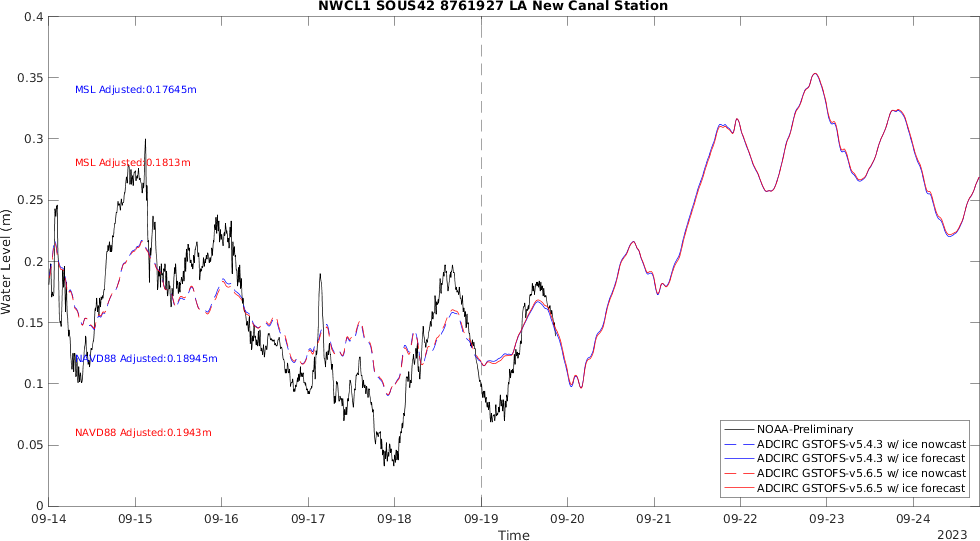 NWCL1 SOUS42 8761927 LA New Canal Station
0.4
0.35
0.3
0.25
0.2
0.15
0.1
0.05
0
Water Level (m)
MSL Adjusted:0.17645m
MSL Adjusted:0.1813m
NAVD88 Adjusted:0.18945m
NAVD88 Adjusted:0.1943m
NOAA-Preliminary
ADCIRC GSTOFS-v5.4.3 w/ ice nowcast
ADCIRC GSTOFS-v5.4.3 w/ ice forecast
ADCIRC GSTOFS-v5.6.5 w/ ice nowcast
ADCIRC GSTOFS-v5.6.5 w/ ice forecast
09-14 09-15 09-16 09-17 09-18 09-19 09-20 09-21 09-22 09-23 09-24
Time
2023